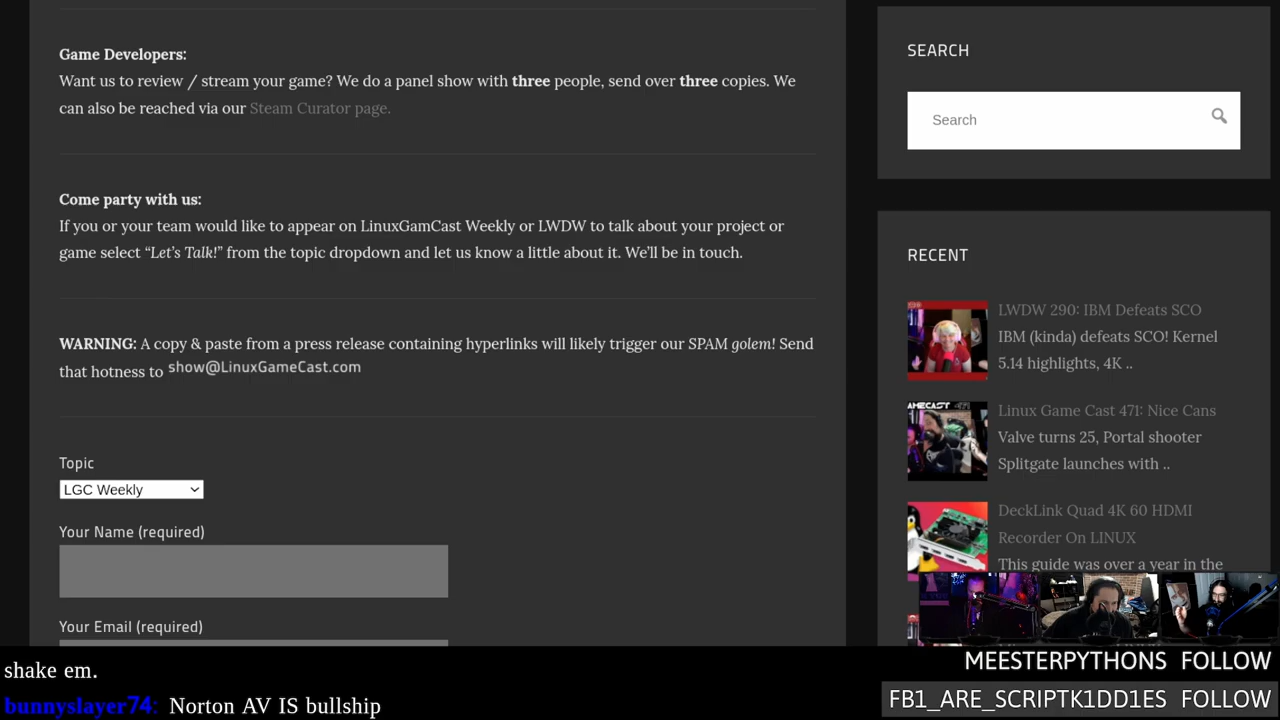 Game Developers:
Want us to review / stream your game? We do a panel show with three people, send over three copies. We
can also be reached via our Steam Curator page.
Come party with us:
If you or your team would like to appear on LinuxGamCast Weekly or LWDW to talk about your project or
game select “Let’s Talk!” from the topic dropdown and let us know a little about it. We’ll be in touch.
WARNING: A copy & paste from a press release containing hyperlinks will likely trigger our SPAM golem! Send
that hotness to show@LinuxGameCast.com
Topic
LGC Weekly
Your Name (required)
Your Email (required)
SEARCH
Search
RECENT
LWDW 290: IBM Defeats SCO
IBM (kinda) defeats SCO! Kernel
5.14 highlights, 4K ..
Linux Game Cast 471: Nice Cans
Valve turns 25, Portal shooter
Splitgate launches with ..
DeckLink Quad 4K 60 HDMI
Recorder On LINUX
This guide was over a year in the
shake em.
bunnyslayer74: Norton AV IS bullship
MEESTERPYTHONS FOLLOW
FB1_ARE_SCRIPTK1DD1ES FOLLOW